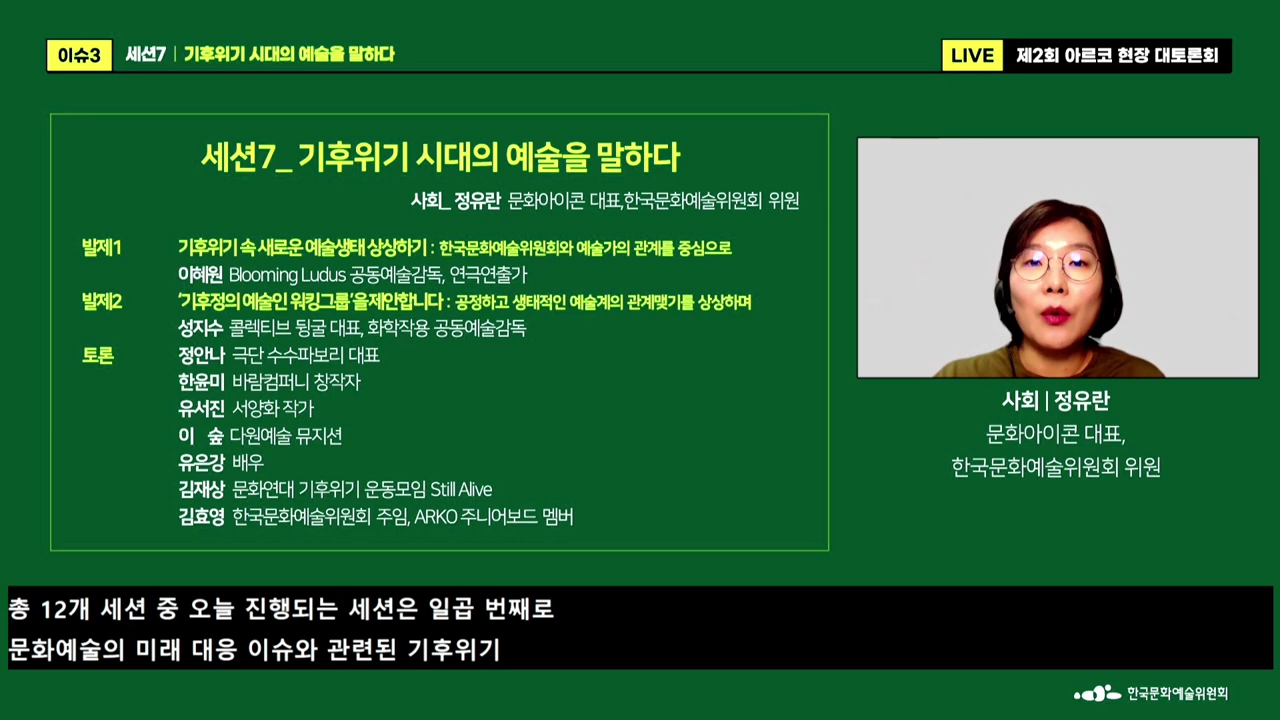 이슈3 세션7 | 기후위기 시대의 예술을 말하다
LIVE 제2회 아르코 현장 대토론회
세션7_ 기후위기 시대의 예술을 말하다
사회_ 정유란 문화아이콘 대표,한국문화예술위원회 위원
발제1 기후위기 속 새로운 예술생태 상상하기 : 한국문화예술위원회와 예술가의 관계를 중심으로
이혜원 Blooming Ludus 공동예술감독, 연극연출가
발제2 '기후정의 예술인 워킹그룹'을 제안합니다 : 공정하고 생태적인 예술계의 관계맺기를 상상하며
성지수 콜렉티브 뒹굴 대표, 화학작용 공동예술감독
토론 정안나 극단 수수파보리 대표
한윤미 바람컴퍼니 창작자
유서진 서양화 작가
이 숲 다원예술 뮤지션
유은강 배우
김재상 문화연대 기후위기 운동모임 Still Alive
김효영 한국문화예술위원회 주임, ARKO 주니어보드 멤버
사회 | 정유란
문화아이콘 대표,
한국문화예술위원회 위원
총 12개 세션 중 오늘 진행되는 세션은 일곱 번째로
문화예술의 미래 대응 이슈와 관련된 기후위기
한국문화예술위원회